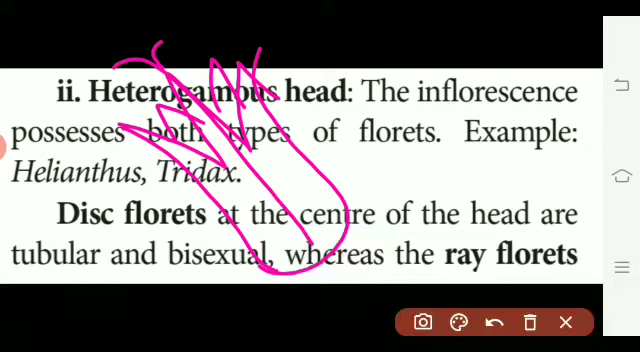 ii. Heterogamous head: The inflorescence
possesses both types of florets. Example:
Helianthus, Tridax.
Disc florets at the centre of the head are
tubular and bisexual, whereas the ray florets